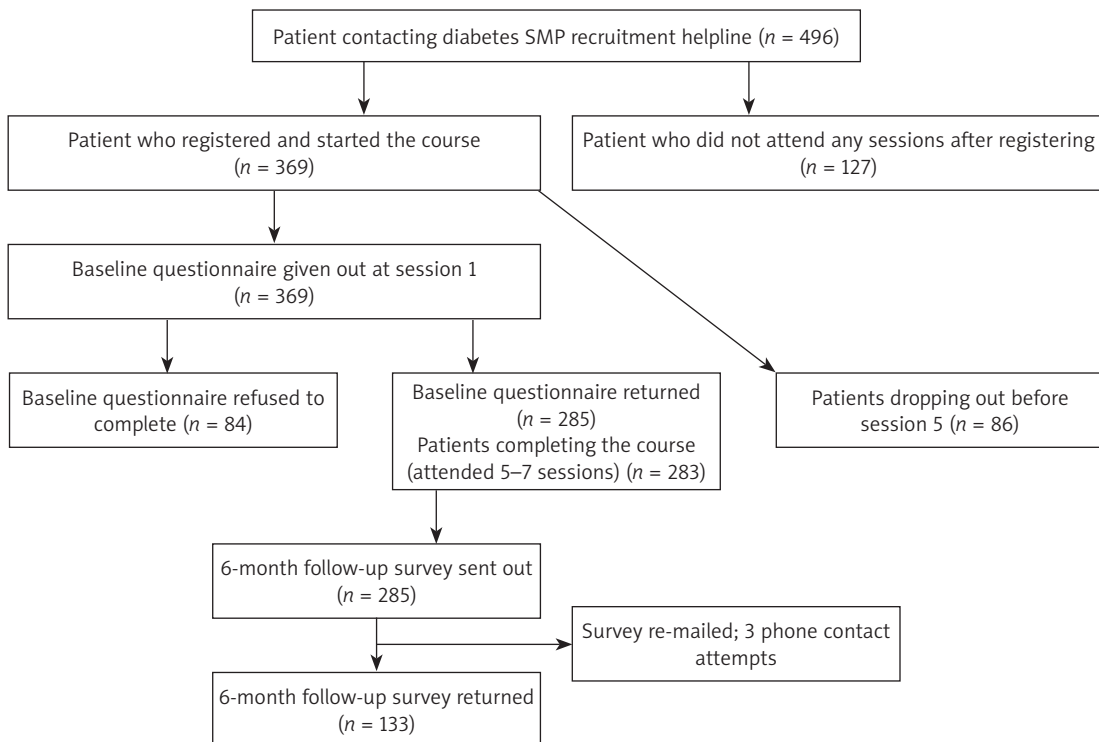 Patient contacting diabetes SMP recruitment helpline (n = 496)
Patient who registered and started the course
(n = 369)
Patient who did not attend any sessions after registering
(n = 127)
Baseline questionnaire given out at session 1
(n = 369)
Baseline questionnaire refused to
complete (n = 84)
Baseline questionnaire returned
(n = 285)
Patients completing the course
(attended 5–7 sessions) (n = 283)
Patients dropping out before
session 5 (n = 86)
6-month follow-up survey sent out
(n = 285)
Survey re-mailed; 3 phone contact
attempts
6-month follow-up survey returned
(n = 133)